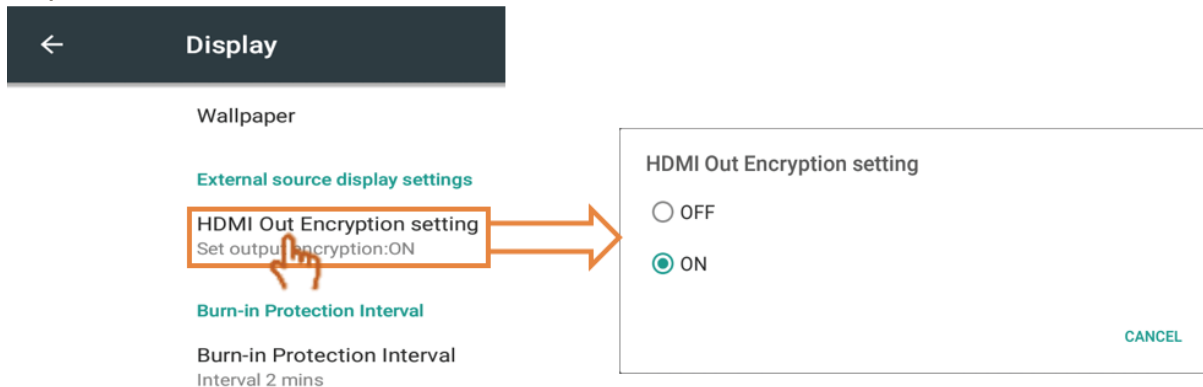 Display
Wallpaper
External source display settings
HDMI Out Encryption setting
Set output encryption:ON
Burn-in Protection Interval
Burn-in Protection Interval
Interval 2 mins
HDMI Out Encryption setting
OFF
ON
CANCEL